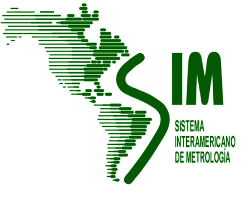 SIM
SISTEMA
INTERAMERICANO
DE METROLOGÍA